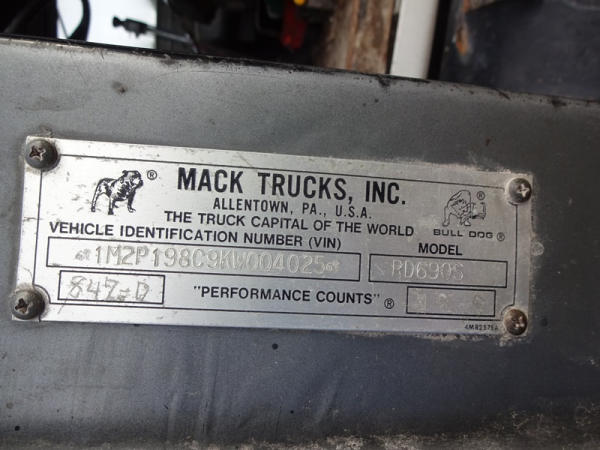 MACK TRUCKS, INC.
ALLENTOWN, PA., U.S.A.
THE TRUCK CAPITAL OF THE WORLD
BULL DOG ®
VEHICLE IDENTIFICATION NUMBER (VIN)
MODEL
1M2P198C9KW004025
RD690S
"PERFORMANCE COUNTS" ®